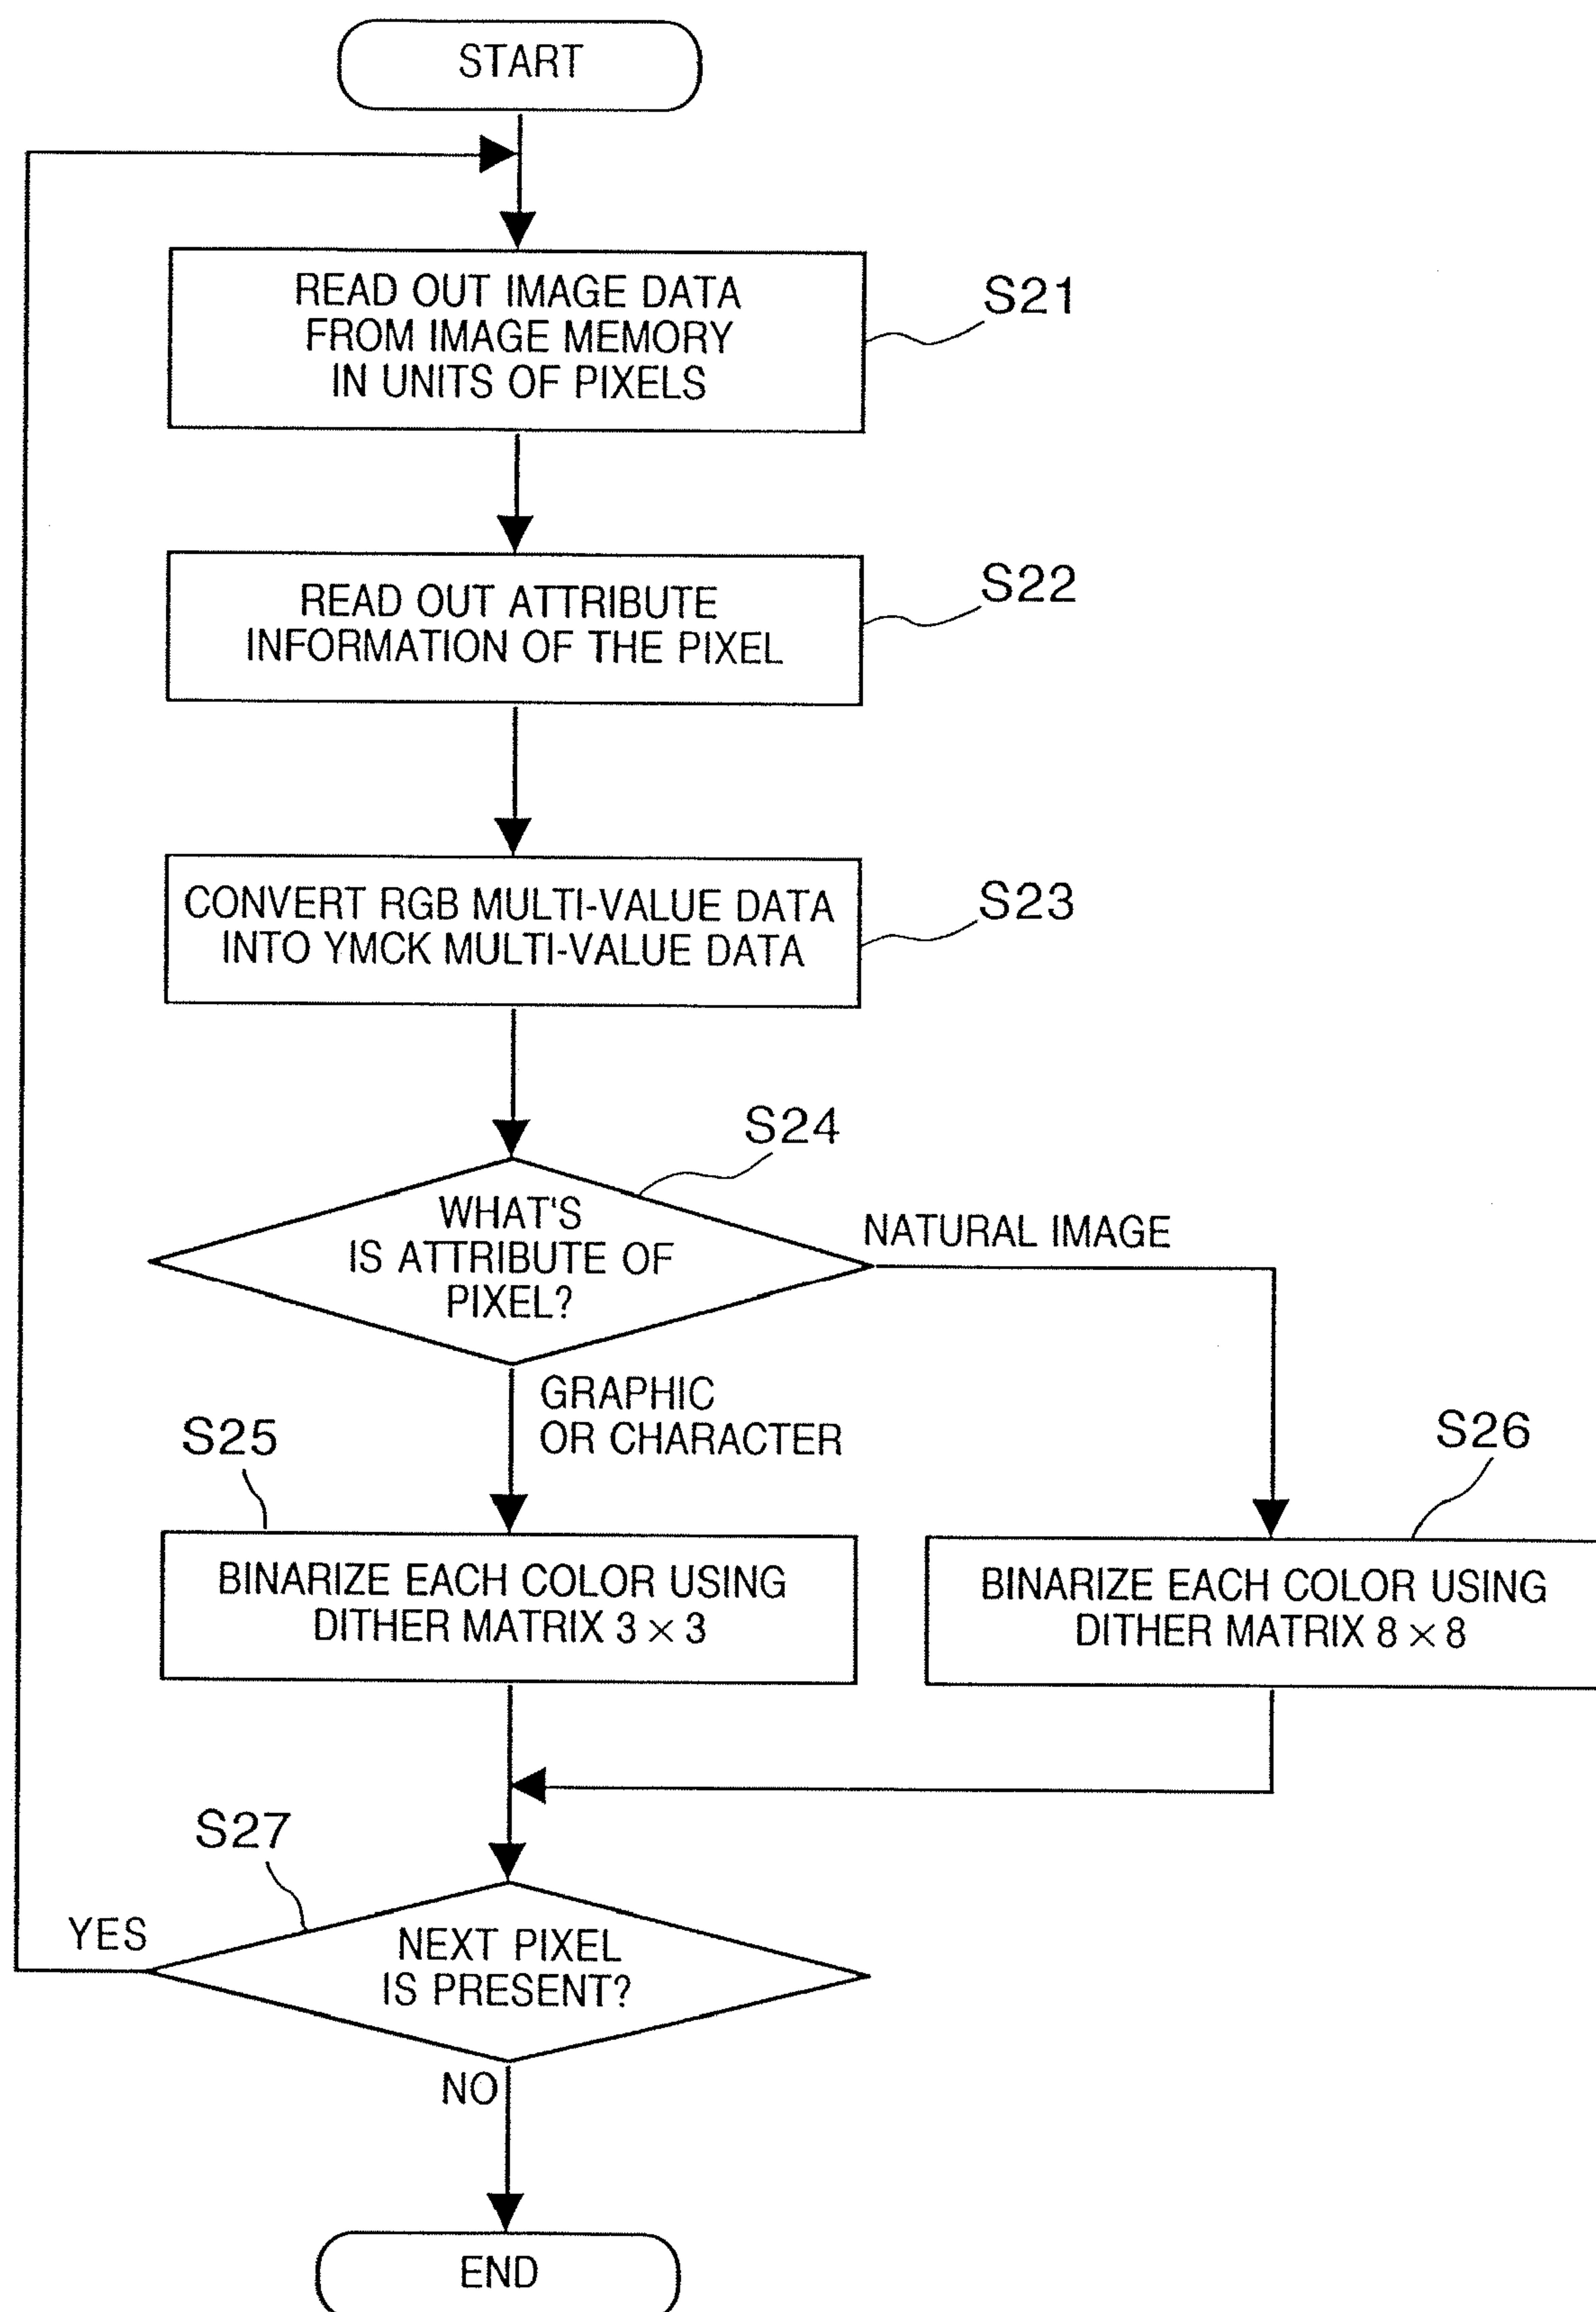 START
READ OUT IMAGE DATA
FROM IMAGE MEMORY
IN UNITS OF PIXELS
S21
READ OUT ATTRIBUTE
INFORMATION OF THE PIXEL
S22
CONVERT RGB MULTI-VALUE DATA
INTO YMCK MULTI-VALUE DATA
S23
S24
WHAT'S
IS ATTRIBUTE OF
PIXEL?
NATURAL IMAGE
GRAPHIC
OR CHARACTER
S25
S26
BINARIZE EACH COLOR USING
DITHER MATRIX 3 × 3
BINARIZE EACH COLOR USING
DITHER MATRIX 8 × 8
S27
YES
NEXT PIXEL
IS PRESENT?
NO
END